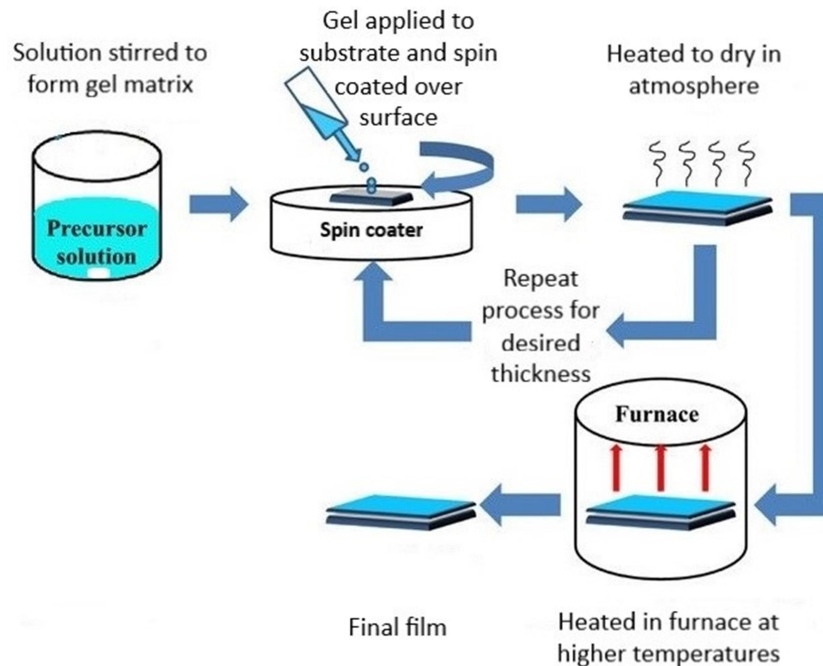 Solution stirred to
form gel matrix
Gel applied to
substrate and spin
coated over
surface
Heated to dry in
atmosphere
Precursor
solution
Spin coater
Repeat
process for
desired
thickness
Furnace
Final film
Heated in furnace at
higher temperatures